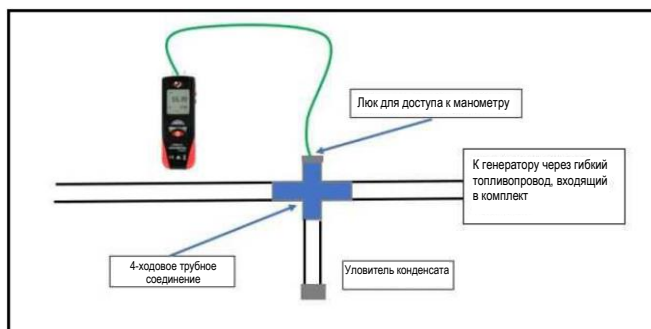 Люк для доступа к манометру
К генератору через гибкий
топливопровод, входящий
в комплект
4-ходовое трубное
соединение
Уловитель конденсата